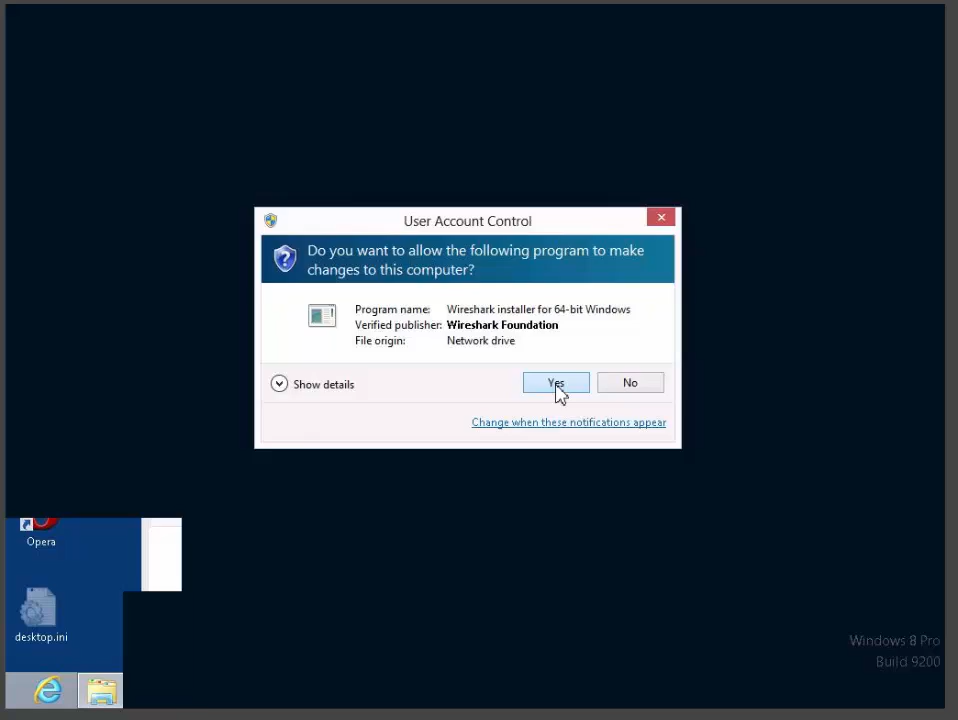 User Account Control
Do you want to allow the following program to make
changes to this computer?
Program name: Wireshark installer for 64-bit Windows
Verified publisher: Wireshark Foundation
File origin: Network drive
Show details
Yes
No
Change when these notifications appear
Opera
desktop.ini
Windows 8 Pro
Build 9200